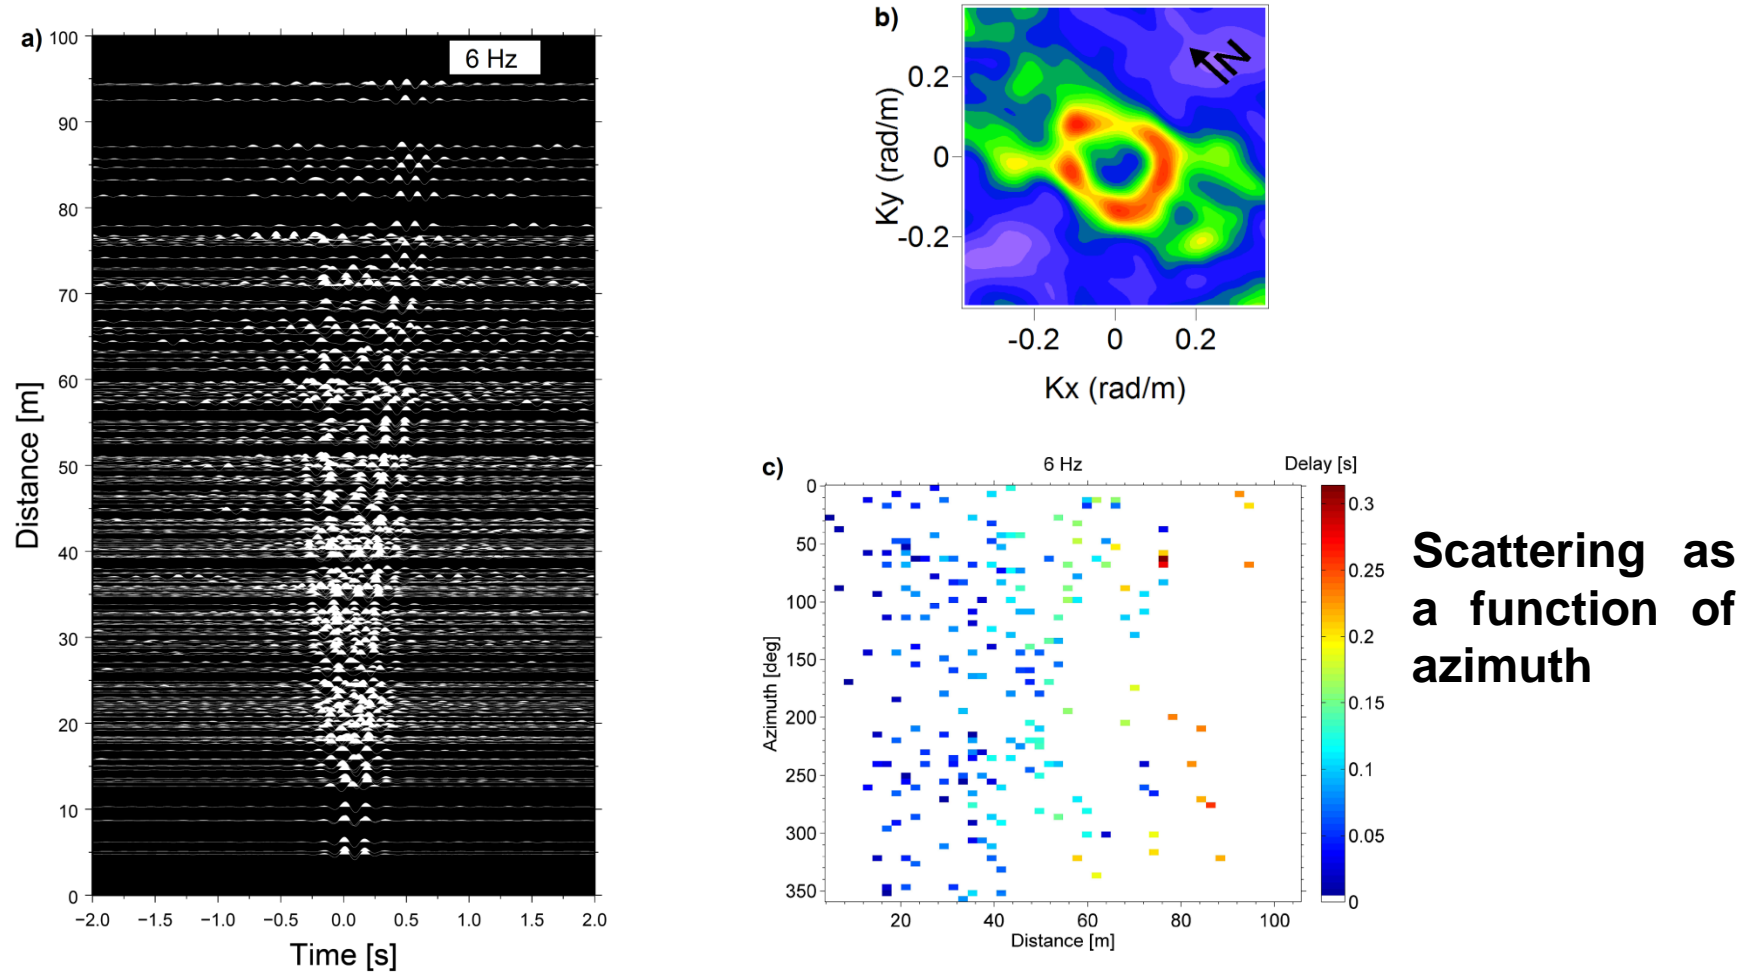 a)
6 Hz
100
90
80
70
60
50
40
30
20
10
0
Distance [m]
−2.0 −1.5 −1.0 −0.5 0.0 0.5 1.0 1.5 2.0
Time [s]
b)
N
0.2
0
-0.2
Ky (rad/m)
-0.2 0 0.2
Kx (rad/m)
c)
6 Hz
Delay [s]
0
50
100
150
200
250
300
350
Azimuth [deg]
20 40 60 80 100
Distance [m]
0.3
0.25
0.2
0.15
0.1
0.05
0
Scattering as
a function of
azimuth